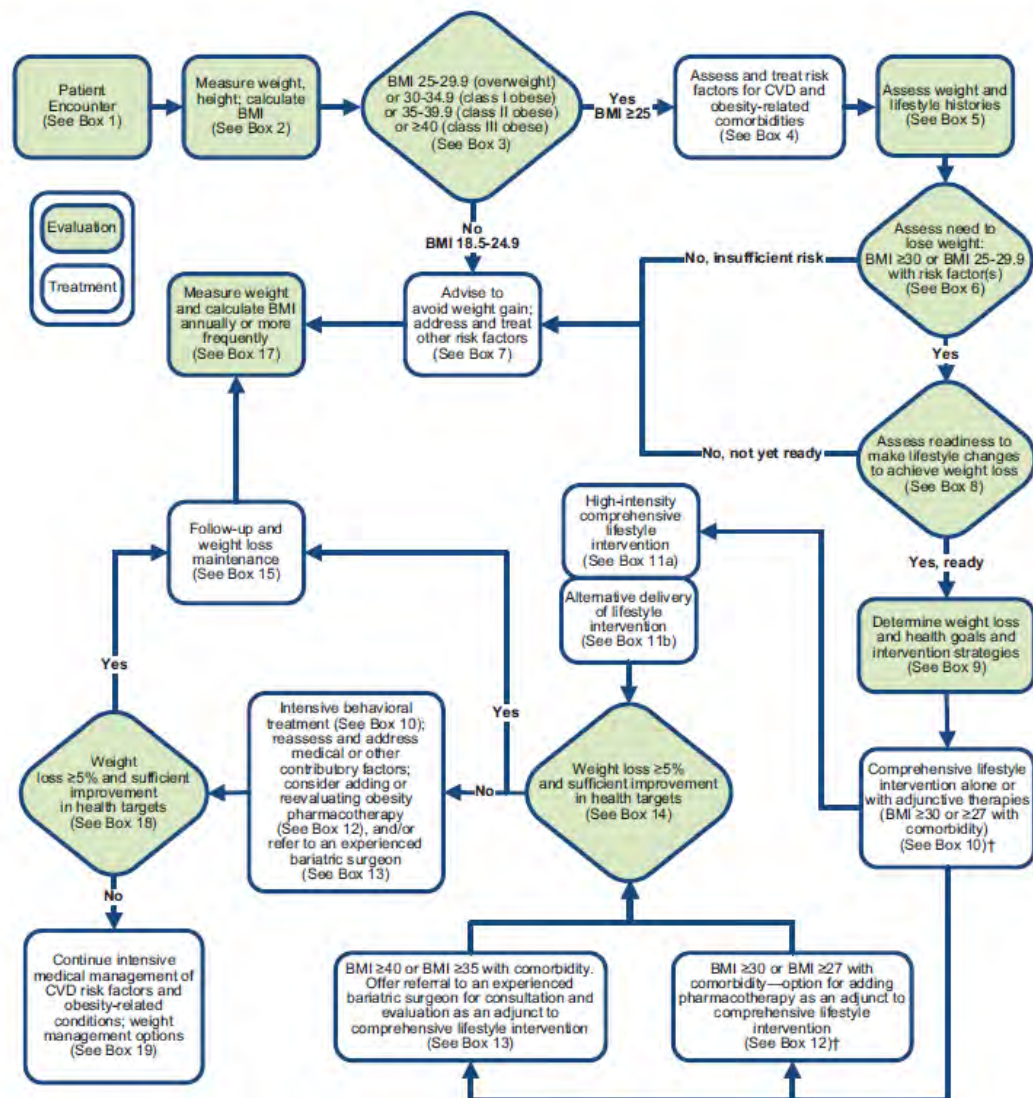 Patient
Encounter
(See Box 1)
Measure weight,
height; calculate
BMI
(See Box 2)
BMI 25-29.9 (overweight)
or 30-34.9 (class I obese)
or 35-39.9 (class II obese)
or ≥40 (class III obese)
(See Box 3)
Yes
BMI ≥25
Assess and treat risk
factors for CVD and
obesity-related
comorbidities
(See Box 4)
Assess weight and
lifestyle histories
(See Box 5)
Evaluation
Treatment
No
BMI 18.5-24.9
Assess need to
lose weight:
BMI ≥30 or BMI 25-29.9
with risk factor(s)
(See Box 6)
No, insufficient risk
Measure weight
and calculate BMI
annually or more
frequently
(See Box 17)
Advise to
avoid weight gain;
address and treat
other risk factors
(See Box 7)
Yes
Assess readiness to
make lifestyle changes
to achieve weight loss
(See Box 8)
No, not yet ready
Yes, ready
Follow-up and
weight loss
maintenance
(See Box 15)
High-intensity
comprehensive
lifestyle
intervention
(See Box 11a)
Alternative delivery
of lifestyle
intervention
(See Box 11b)
Determine weight loss
and health goals and
intervention strategies
(See Box 9)
Yes
Yes
Weight
loss ≥5% and sufficient
improvement
in health targets
(See Box 18)
Intensive behavioral
treatment (See Box 10);
reassess and address
medical or other
contributory factors;
consider adding or
reevaluating obesity
pharmacotherapy
(See Box 12), and/or
refer to an experienced
bariatric surgeon
(See Box 13)
No
Weight loss ≥5%
and sufficient improvement
in health targets
(See Box 14)
Comprehensive lifestyle
intervention alone or
with adjunctive therapies
(BMI ≥30 or ≥27 with
comorbidity)
(See Box 10)†
No
Continue intensive
medical management of
CVD risk factors and
obesity-related
conditions; weight
management options
(See Box 19)
BMI ≥40 or BMI ≥35 with comorbidity.
Offer referral to an experienced
bariatric surgeon for consultation and
evaluation as an adjunct to
comprehensive lifestyle intervention
(See Box 13)
BMI ≥30 or BMI ≥27 with
comorbidity—option for adding
pharmacotherapy as an adjunct to
comprehensive lifestyle
intervention
(See Box 12)†